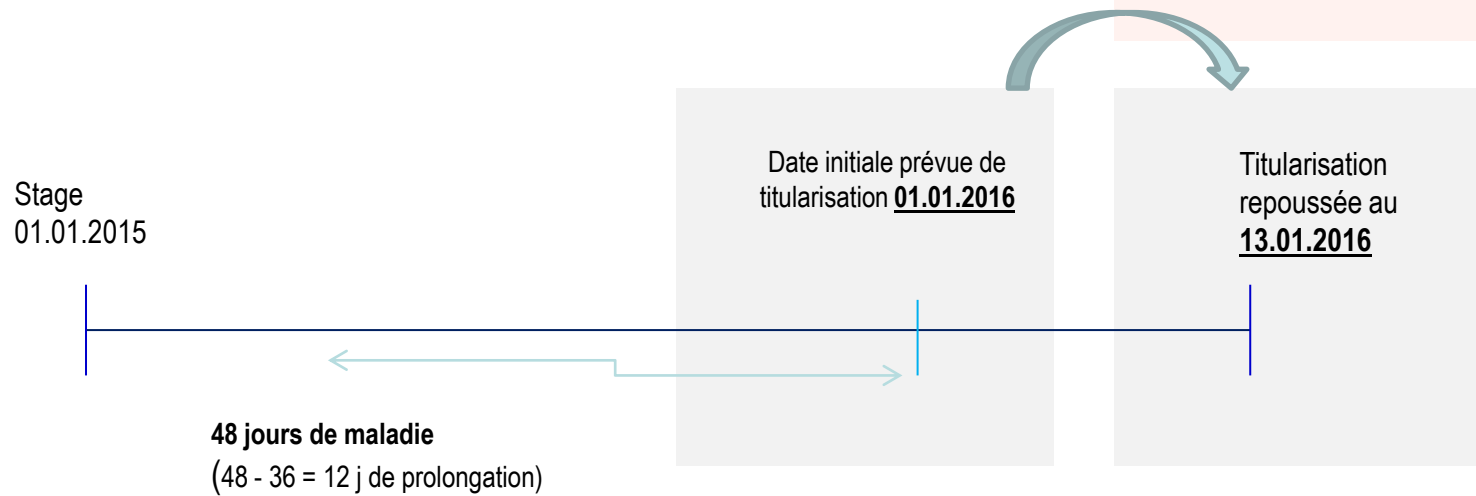 Stage
01.01.2015
Date initiale prévue de
titularisation 01.01.2016
Titularisation
repoussée au
13.01.2016
48 jours de maladie
(48 - 36 = 12 j de prolongation)